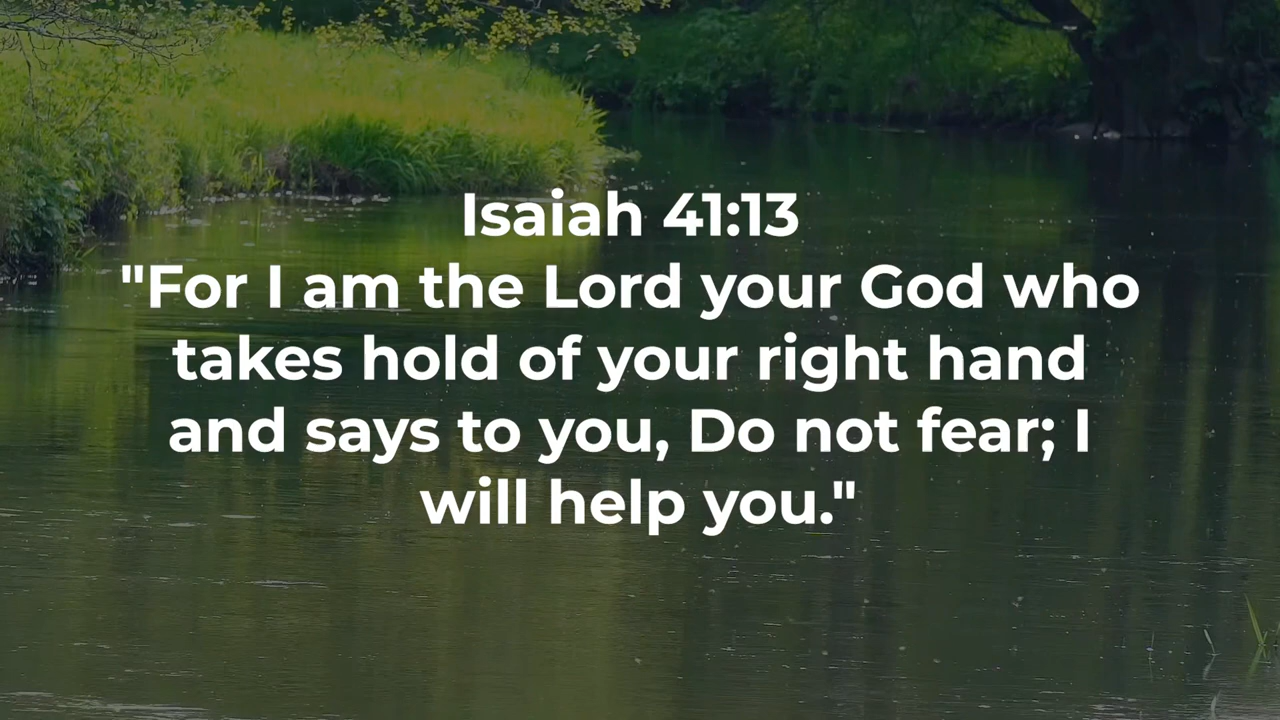 Isaiah 41:13
"For I am the Lord your God who
takes hold of your right hand
and says to you, Do not fear; I
will help you."